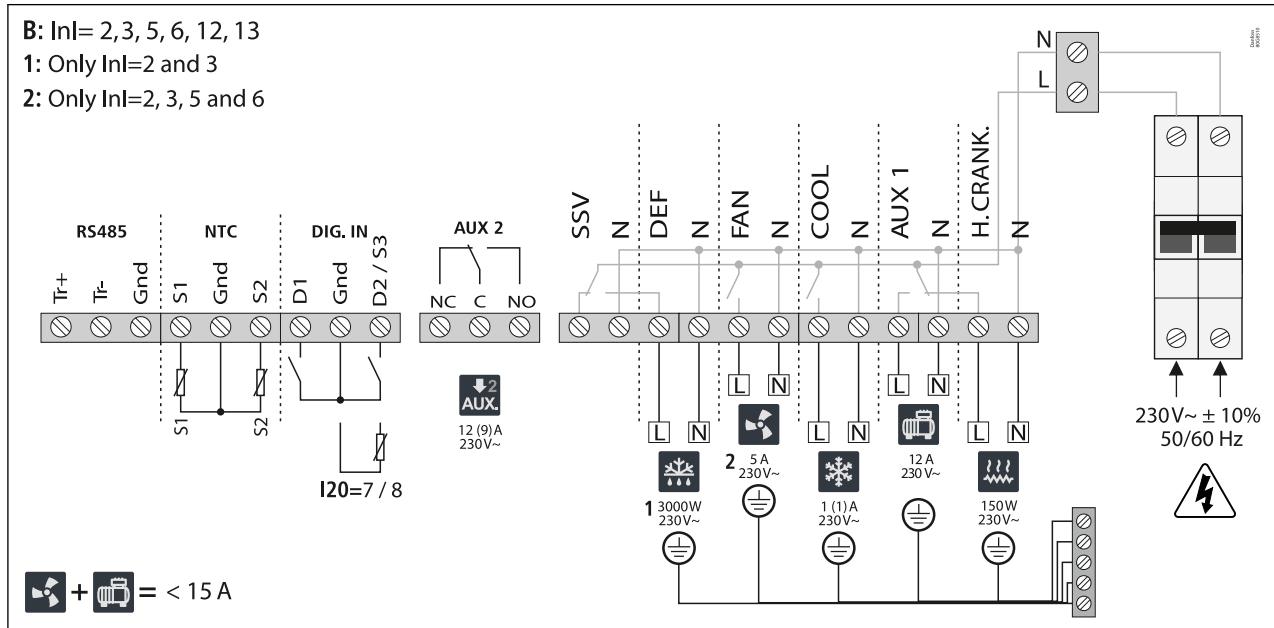 B: InI= 2,3, 5, 6, 12, 13
1: Only InI=2 and 3
2: Only InI=2, 3, 5 and 6
N
L
RS485
NTC
DIG. IN
AUX 2
Tr+
Tr-
Gnd
S1
Gnd
S2
D1
Gnd
D2 / S3
NC C NO
SSV
N
DEF
N
FAN
N
COOL
N
AUX 1
N
H. CRANK.
N
S1
S2
I20=7 / 8
2
AUX.
12 (9) A
230V~
L N
L N
L N
L N
L N
1 3000W
230V~
2 5 A
230V~
1 (1) A
230V~
12 A
230V~
150W
230V~
230V~ ± 10%
50/60 Hz
+ = < 15 A
Danfoss